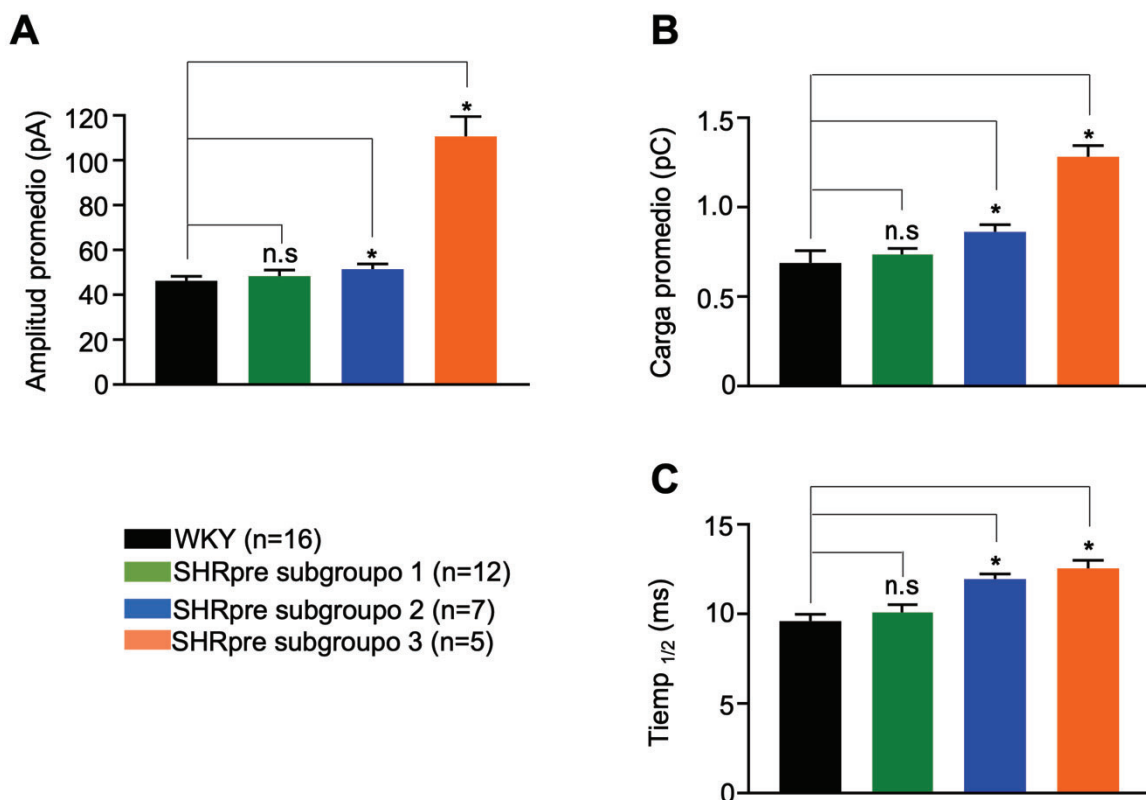 A
Amplitud promedio (pA)
120
100
80
60
40
20
0
n.s
*
*
B
Carga promedio (pC)
1.5
1.0
0.5
0
n.s
*
*
WKY (n=16)
SHRpre subgroupo 1 (n=12)
SHRpre subgroupo 2 (n=7)
SHRpre subgroupo 3 (n=5)
C
Tiemp 1/2 (ms)
15
10
5
0
n.s
*
*